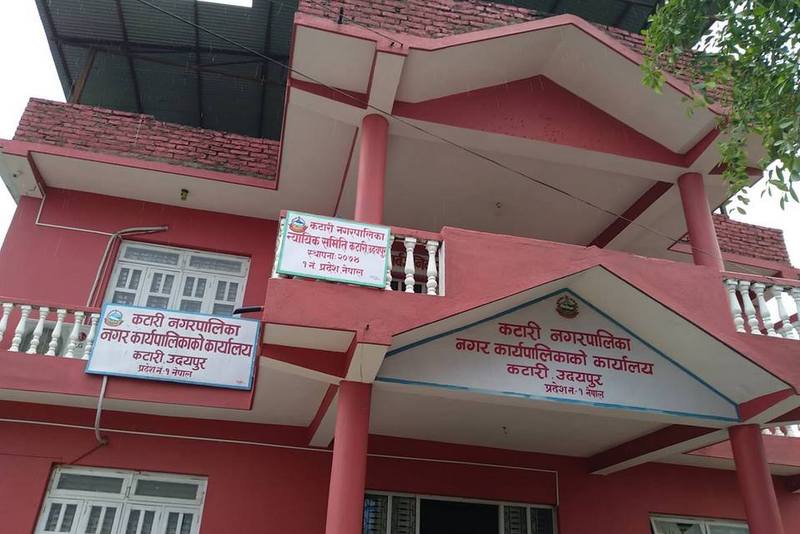 कटारी नगरपालिका
न्यायिक समिति कटारी,उदयपुर
स्थापनाः २०७४
१ नं. प्रदेश, नेपाल
कटारी नगरपालिका
नगर कार्यपालिकाको कार्यालय
कटारी उदयपुर
प्रदेश नं-१ नेपाल
कटारी नगरपालिका
नगर कार्यपालिकाको कार्यालय
कटारी, उदयपुर
प्रदेश न.-१ नेपाल